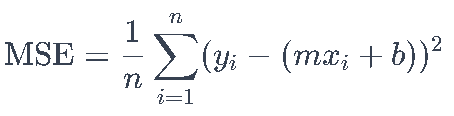 MSE = \frac{1}{n} \sum_{i=1}^{n} (y_i - (mx_i + b))^2